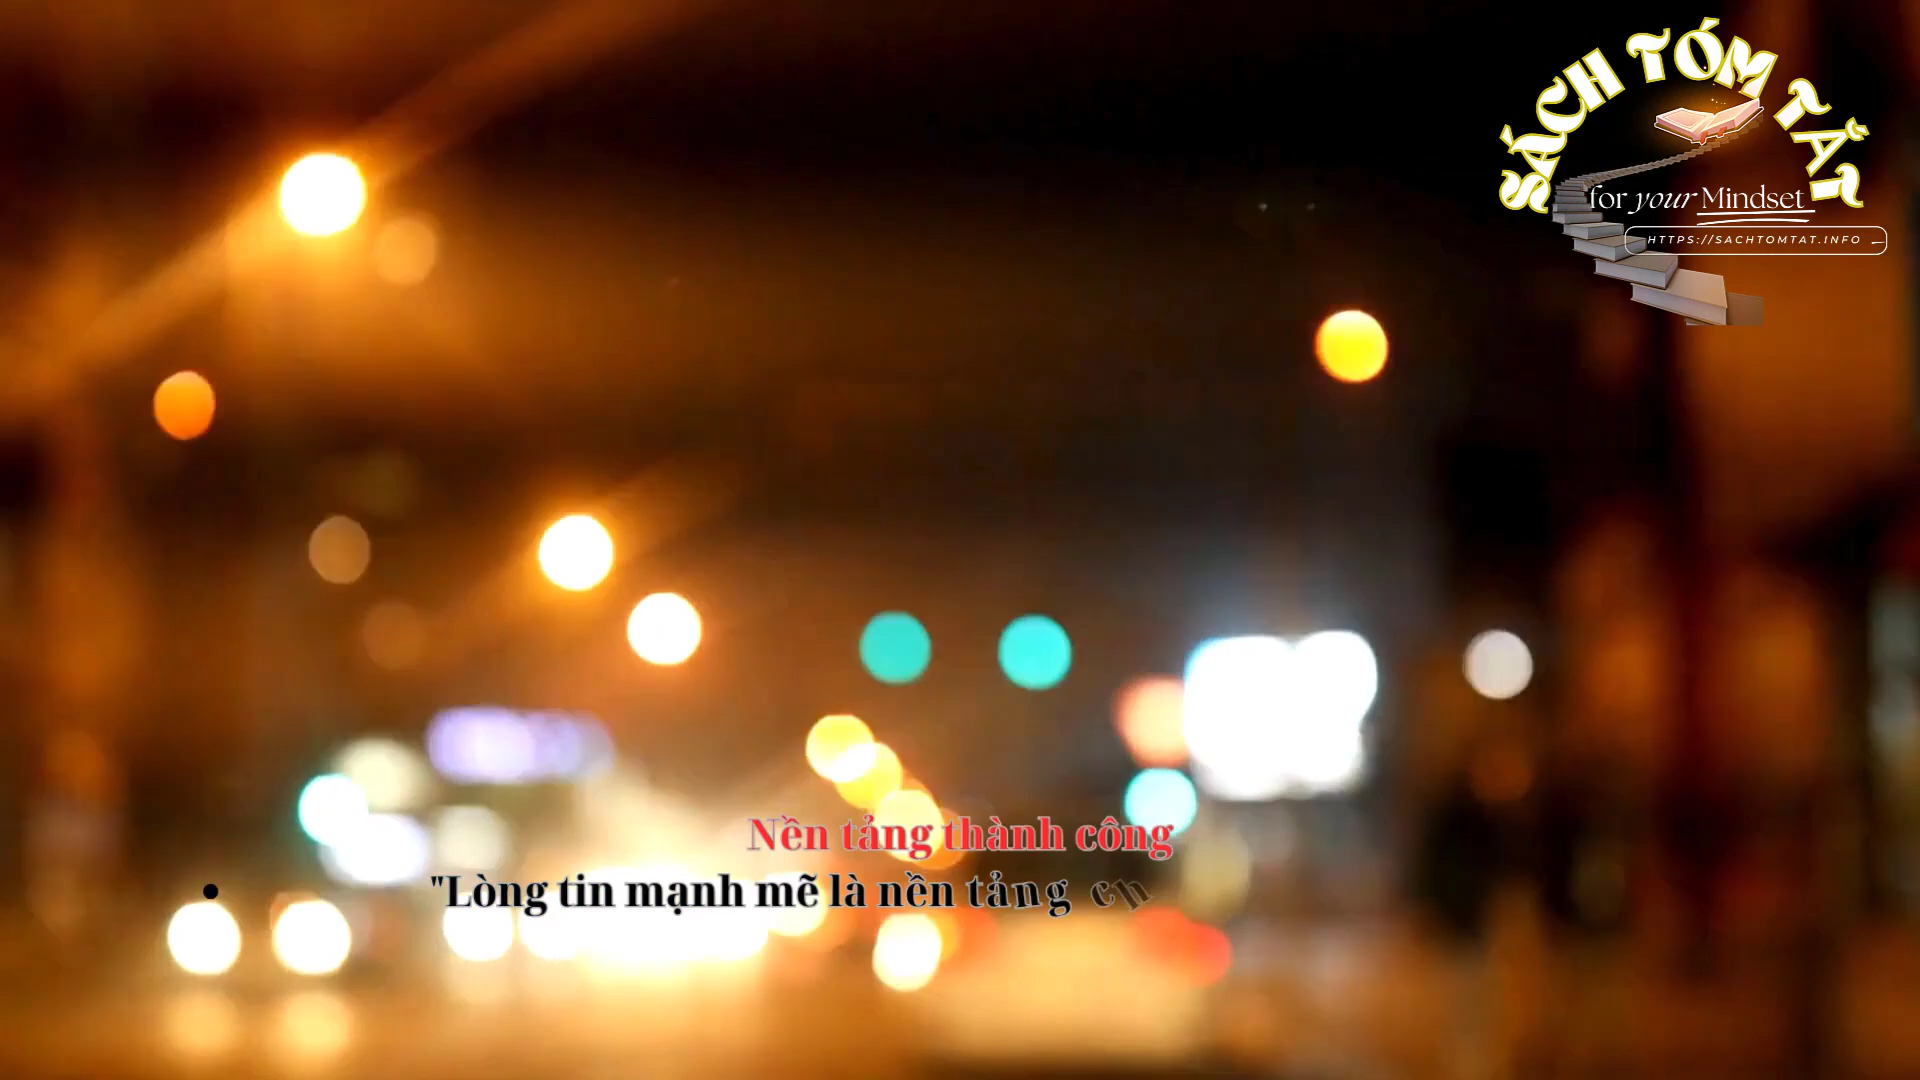 SÁCH TÓM TẮT
for your Mindset
HTTPS://SACHTOMTAT.INFO
Nền tảng thành công
"Lòng tin mạnh mẽ là nền tảng ch